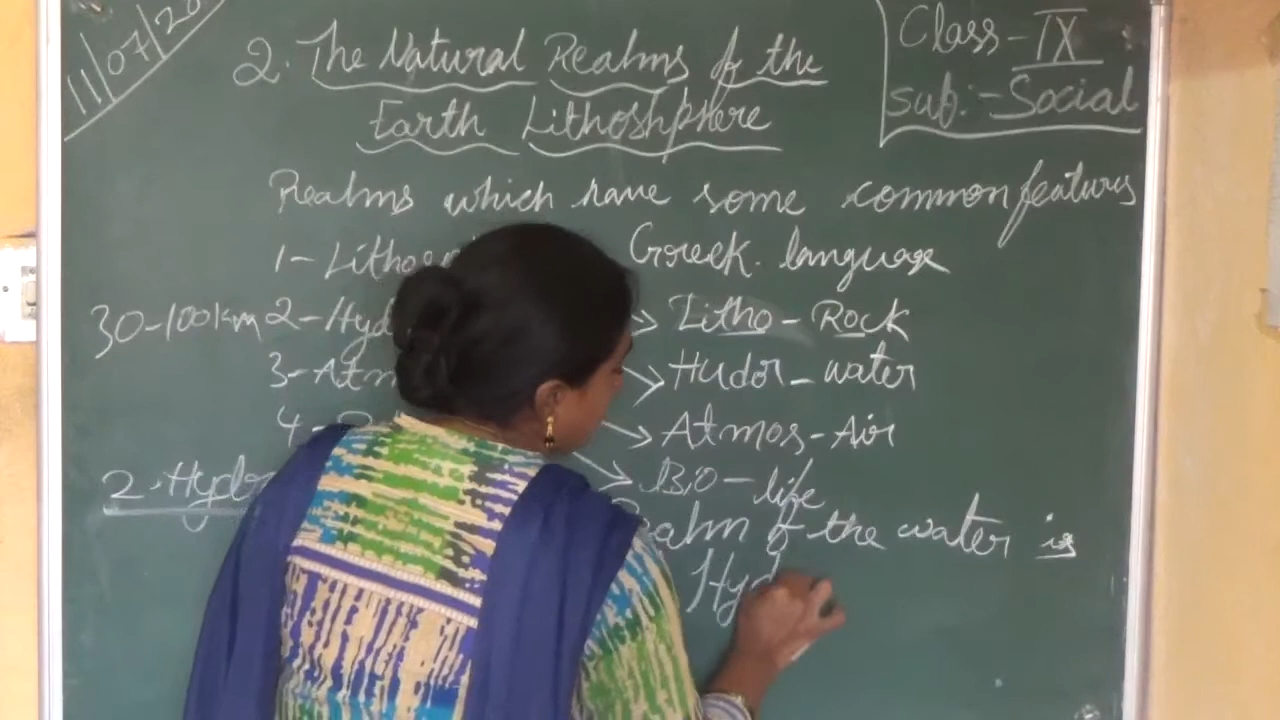 11/07/20
Class-IX
Sub:-Social
2. The Natural Realms of the
Earth Lithoshphere
Realms which have some common features
1-Lithos
Greek. language
30-100km 2-Hyd
Litho-Rock
3-Atm
Hudor-water
4-
Atmos-Air
Bio-life
2.Hydro
Realm of the water is
Hyd